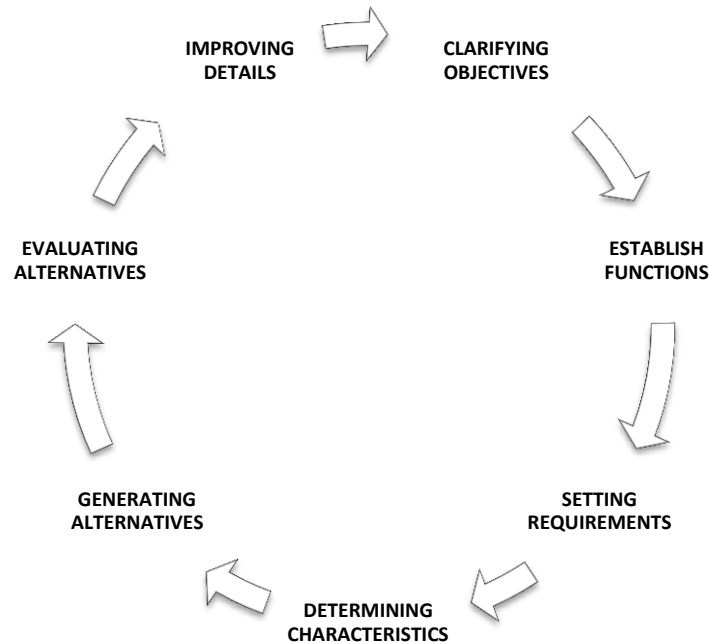 IMPROVING
DETAILS
CLARIFYING
OBJECTIVES
ESTABLISH
FUNCTIONS
SETTING
REQUIREMENTS
DETERMINING
CHARACTERISTICS
GENERATING
ALTERNATIVES
EVALUATING
ALTERNATIVES